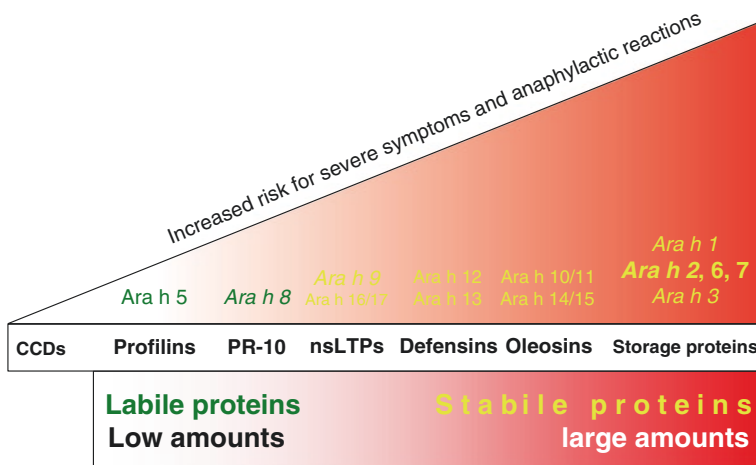 Increased risk for severe symptoms and anaphylactic reactions
Ara h 1
Ara h 9 Ara h 12 Ara h 10/11 Ara h 2, 6, 7
Ara h 5 Ara h 8 Ara h 16/17 Ara h 13 Ara h 14/15 Ara h 3
CCDs Profilins PR-10 nsLTPs Defensins Oleosins Storage proteins
Labile proteins Stabile proteins
Low amounts large amounts